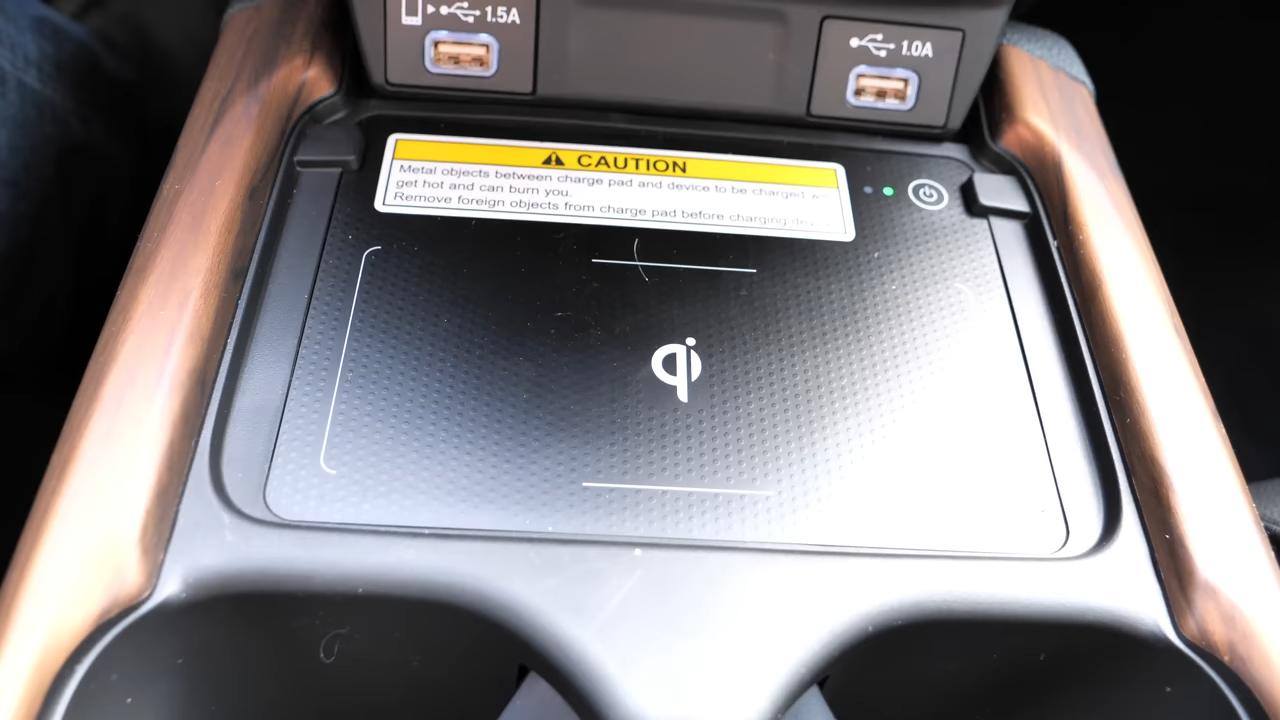 1.5A
1.0A
CAUTION
Metal objects between charge pad and device to be charged
get hot and can burn you.
Remove foreign objects from charge pad before charging
qi